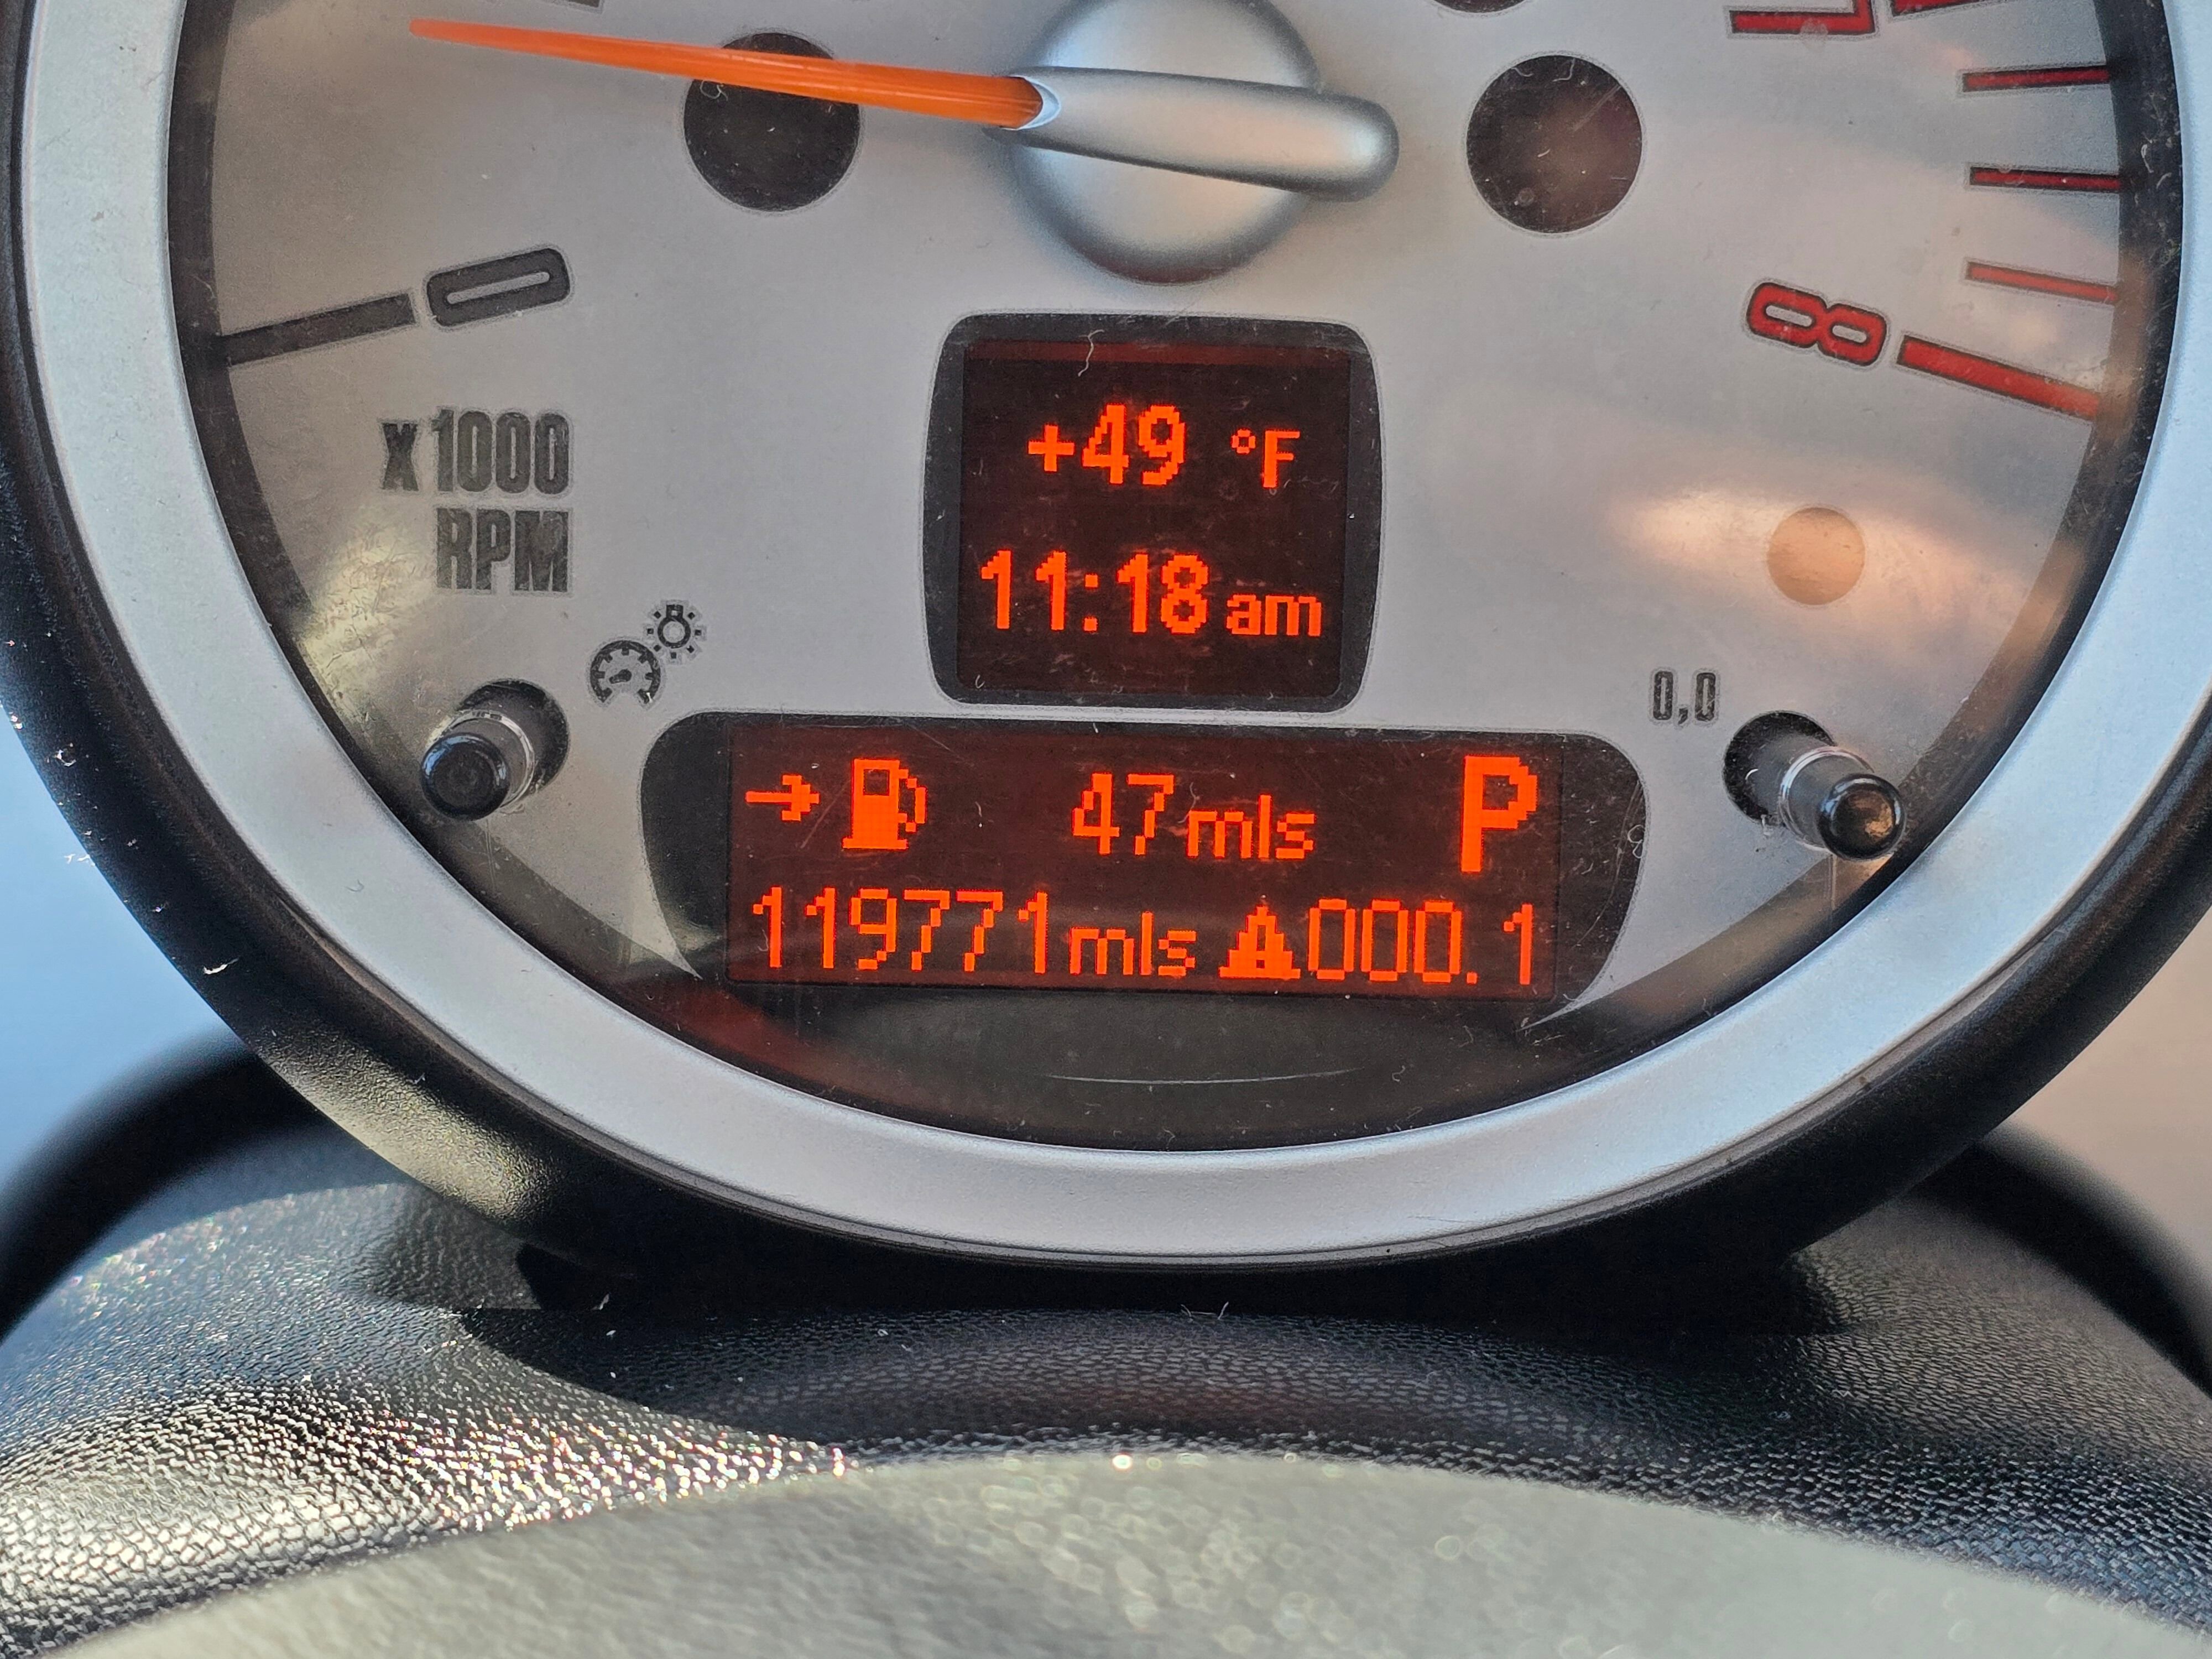 0
8
x1000
RPM
+49 °F
11:18 am
0,0
→ 47mls P
119771mls 000.1